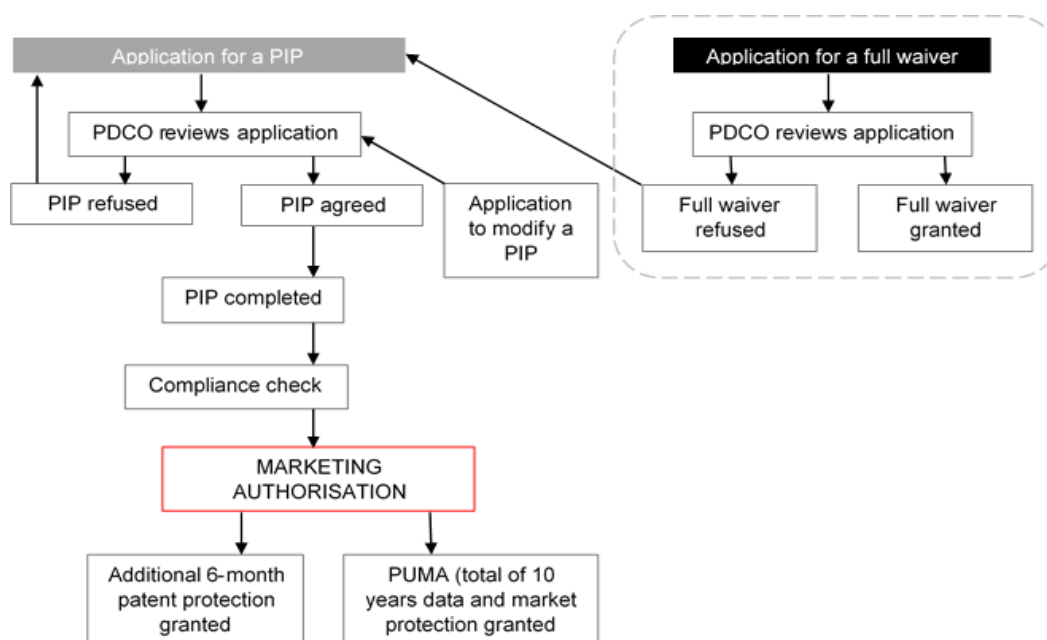 Application for a PIP
Application for a full waiver
PDCO reviews application
PDCO reviews application
PIP refused
PIP agreed
Application
to modify a
PIP
Full waiver
refused
Full waiver
granted
PIP completed
Compliance check
MARKETING
AUTHORISATION
Additional 6-month
patent protection
granted
PUMA (total of 10
years data and market
protection granted